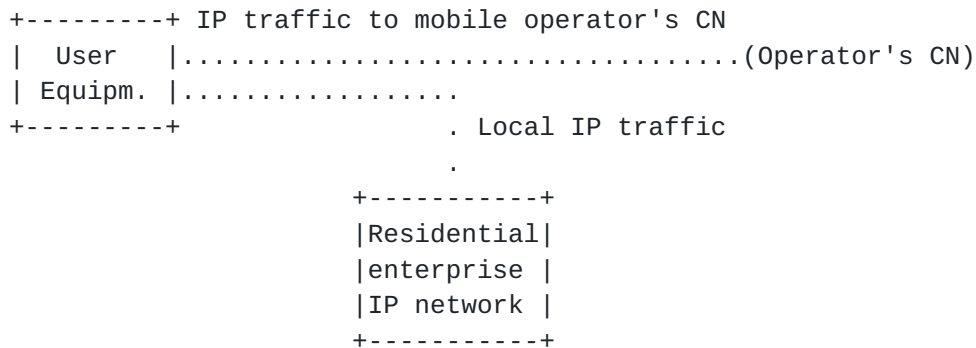 +---------+ IP traffic to mobile operator's CN
|  User   |....................................(Operator's CN)
| Equipm. |..................
+---------+                 . Local IP traffic
                            .
                      +-----------+
                      |Residential|
                      |enterprise |
                      |IP network |
                      +-----------+